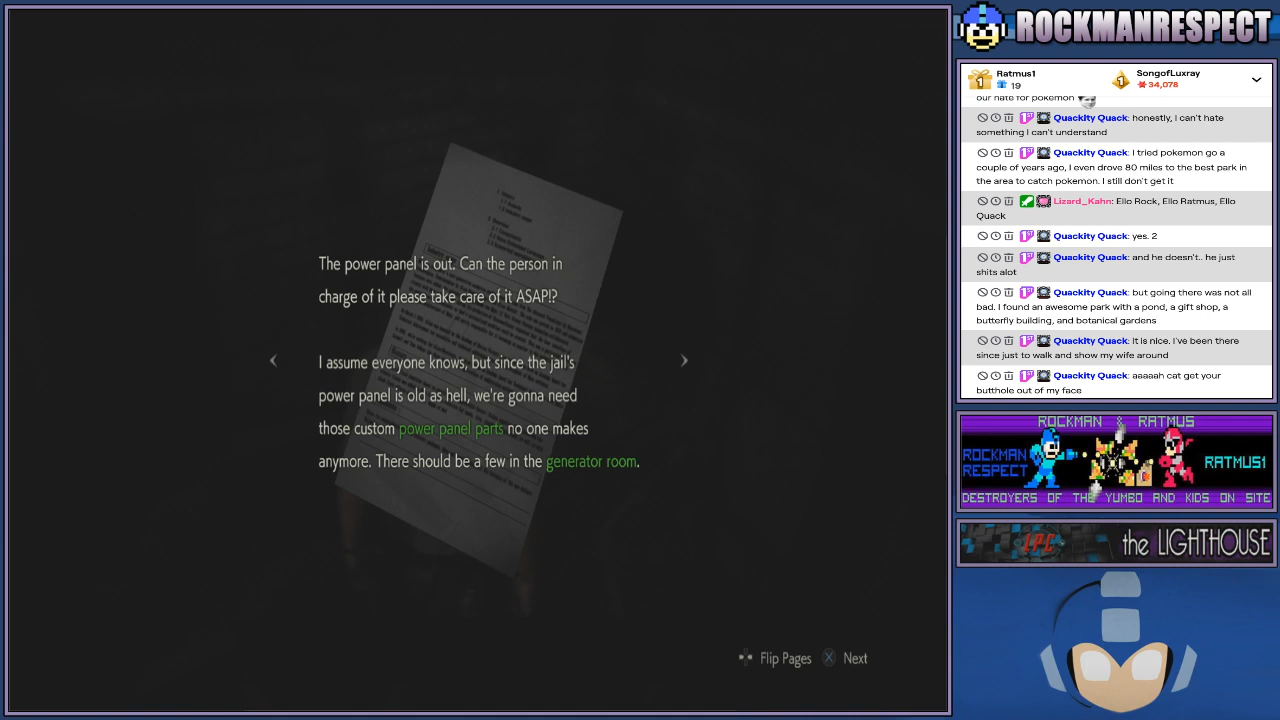 The power panel is out. Can the person in
charge of it please take care of it ASAP!?
I assume everyone knows, but since the jail's
power panel is old as hell, we're gonna need
those custom power panel parts no one makes
anymore. There should be a few in the generator room.
Flip Pages
Next
ROCKMANRESPECT
Ratmus1
19
SongofLuxray
34,078
our hate for pokemon
Quackity Quack: honestly, I can't hate
something I can't understand
Quackity Quack: I tried pokemon go a
couple of years ago, I even drove 80 miles to the best park in
the area to catch pokemon. I still don't get it
Lizard_Kahn: Ello Rock, Ello Ratmus, Ello
Quack
Quackity Quack: yes. 2
Quackity Quack: and he doesn't.. he just
shits alot
Quackity Quack: but going there was not all
bad. I found an awesome park with a pond, a gift shop, a
butterfly building, and botanical gardens
Quackity Quack: It is nice. I've been there
since just to walk and show my wife around
Quackity Quack: aaaaah cat get your
butthole out of my face
ROCKMAN & RATMUS
ROCKMAN
RESPECT
RATMUS1
DESTROYERS OF THE YUMBO AND KIDS ON SITE
LPC
the LIGHTHOUSE